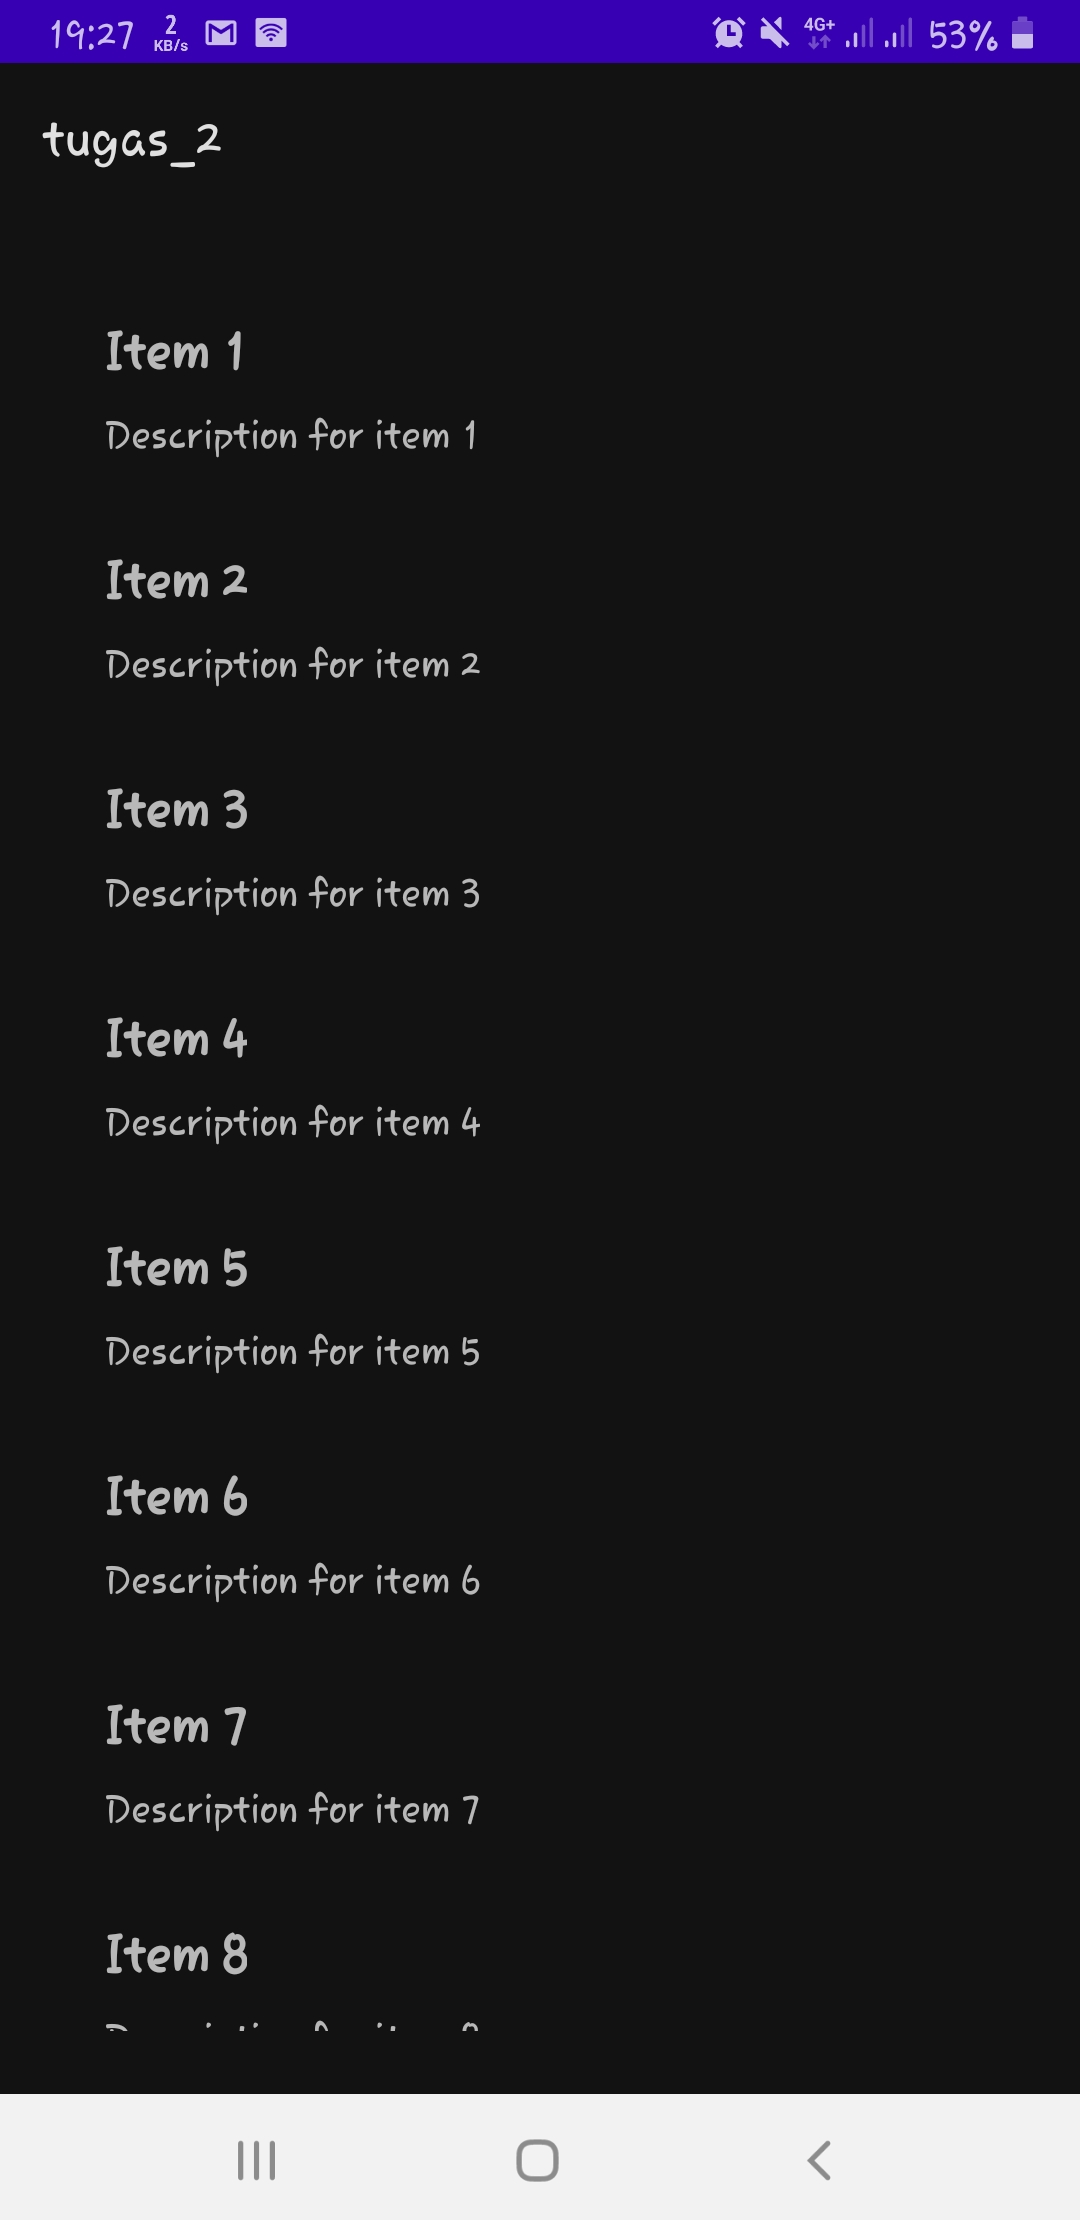 19:27 2 KB/s 4G+ 53%
tugas_2
Item 1
Description for item 1
Item 2
Description for item 2
Item 3
Description for item 3
Item 4
Description for item 4
Item 5
Description for item 5
Item 6
Description for item 6
Item 7
Description for item 7
Item 8